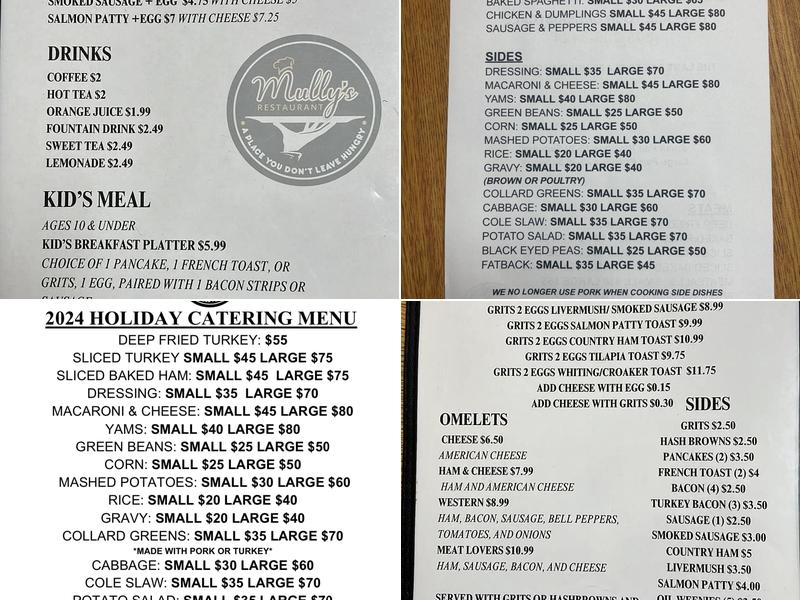 SMOKED SAUSAGE + EGG $4.75 WITH CHEESE $5
SALMON PATTY +EGG $7 WITH CHEESE $7.25
DRINKS
COFFEE $2
HOT TEA $2
ORANGE JUICE $1.99
FOUNTAIN DRINK $2.49
SWEET TEA $2.49
LEMONADE $2.49
Mully's
RESTAURANT
• A PLACE YOU DON'T LEAVE HUNGRY •
KID'S MEAL
AGES 10 & UNDER
KID'S BREAKFAST PLATTER $5.99
CHOICE OF 1 PANCAKE, 1 FRENCH TOAST, OR
GRITS, 1 EGG, PAIRED WITH 1 BACON STRIPS OR
SAUSAGE
BAKED SPAGHETTI: SMALL $30 LARGE $65
CHICKEN & DUMPLINGS SMALL $45 LARGE $80
SAUSAGE & PEPPERS SMALL $45 LARGE $80
SIDES
DRESSING: SMALL $35 LARGE $70
MACARONI & CHEESE: SMALL $45 LARGE $80
YAMS: SMALL $40 LARGE $80
GREEN BEANS: SMALL $25 LARGE $50
CORN: SMALL $25 LARGE $50
MASHED POTATOES: SMALL $30 LARGE $60
RICE: SMALL $20 LARGE $40
GRAVY: SMALL $20 LARGE $40
(BROWN OR POULTRY)
COLLARD GREENS: SMALL $35 LARGE $70
CABBAGE: SMALL $30 LARGE $60
COLE SLAW: SMALL $35 LARGE $70
POTATO SALAD: SMALL $35 LARGE $70
BLACK EYED PEAS: SMALL $25 LARGE $50
FATBACK: SMALL $35 LARGE $45
WE NO LONGER USE PORK WHEN COOKING SIDE DISHES
2024 HOLIDAY CATERING MENU
DEEP FRIED TURKEY: $55
SLICED TURKEY SMALL $45 LARGE $75
SLICED BAKED HAM: SMALL $45 LARGE $75
DRESSING: SMALL $35 LARGE $70
MACARONI & CHEESE: SMALL $45 LARGE $80
YAMS: SMALL $40 LARGE $80
GREEN BEANS: SMALL $25 LARGE $50
CORN: SMALL $25 LARGE $50
MASHED POTATOES: SMALL $30 LARGE $60
RICE: SMALL $20 LARGE $40
GRAVY: SMALL $20 LARGE $40
COLLARD GREENS: SMALL $35 LARGE $70
*MADE WITH PORK OR TURKEY*
CABBAGE: SMALL $30 LARGE $60
COLE SLAW: SMALL $35 LARGE $70
POTATO SALAD: SMALL $35 LARGE $70
GRITS 2 EGGS LIVERMUSH/ SMOKED SAUSAGE $8.99
GRITS 2 EGGS SALMON PATTY TOAST $9.99
GRITS 2 EGGS COUNTRY HAM TOAST $10.99
GRITS 2 EGGS TILAPIA TOAST $9.75
GRITS 2 EGGS WHITING/CROAKER TOAST $11.75
ADD CHEESE WITH EGG $0.15
ADD CHEESE WITH GRITS $0.30
OMELETS
CHEESE $6.50
AMERICAN CHEESE
HAM & CHEESE $7.99
HAM AND AMERICAN CHEESE
WESTERN $8.99
HAM, BACON, SAUSAGE, BELL PEPPERS,
TOMATOES, AND ONIONS
MEAT LOVERS $10.99
HAM, SAUSAGE, BACON, AND CHEESE
SERVED WITH GRITS OR HASHBROWNS AND
SIDES
GRITS $2.50
HASH BROWNS $2.50
PANCAKES (2) $3.50
FRENCH TOAST (2) $4
BACON (4) $2.50
TURKEY BACON (3) $3.50
SAUSAGE (1) $2.50
SMOKED SAUSAGE $3.00
COUNTRY HAM $5
LIVERMUSH $3.50
SALMON PATTY $4.00